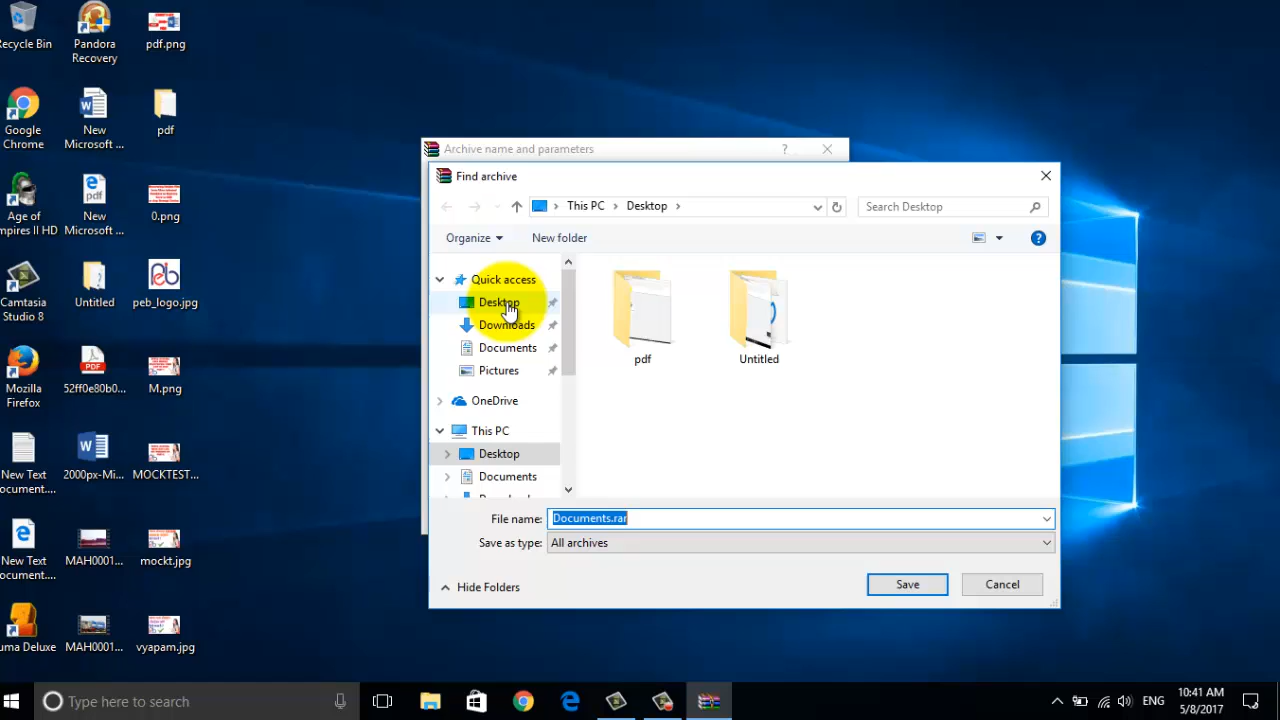 Recycle Bin
Pandora
Recovery
pdf.png
Google
Chrome
New
Microsoft ...
pdf
Age of
Empires II HD
New
Microsoft ...
0.png
Camtasia
Studio 8
Untitled
peb_logo.jpg
Mozilla
Firefox
52ff0e80b0...
M.png
New Text
Document....
2000px-Mi...
MOCKTEST...
New Text
Document....
MAH0001...
mockt.jpg
uma Deluxe
MAH0001...
vyapam.jpg
Archive name and parameters
?
Find archive
This PC
Desktop
Search Desktop
Organize
New folder
Quick access
Desktop
Downloads
Documents
Pictures
OneDrive
This PC
Desktop
Documents
pdf
Untitled
File name:
Documents.rar
Save as type:
All archives
Hide Folders
Save
Cancel
Type here to search
ENG
10:41 AM
5/8/2017